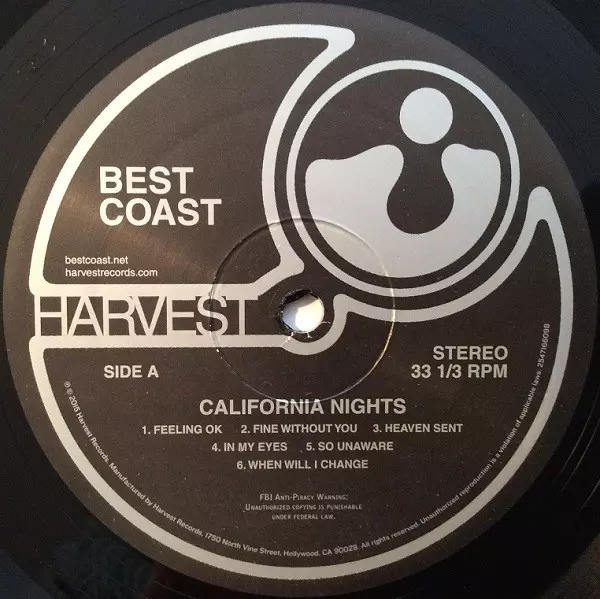 BEST
COAST
bestcoast.net
harvestrecords.com
HARVEST
SIDE A
STEREO
33 1/3 RPM
CALIFORNIA NIGHTS
1. FEELING OK 2. FINE WITHOUT YOU 3. HEAVEN SENT
4. IN MY EYES 5. SO UNAWARE
6. WHEN WILL I CHANGE
FBI ANTI-PIRACY WARNING:
UNAUTHORIZED COPYING IS PUNISHABLE
UNDER FEDERAL LAW.
℗ © 2015 Harvest Records. Manufactured by Harvest Records, 1750 North Vine Street, Hollywood, CA 90028. All rights reserved. Unauthorized reproduction is a violation of applicable laws. 2547166098